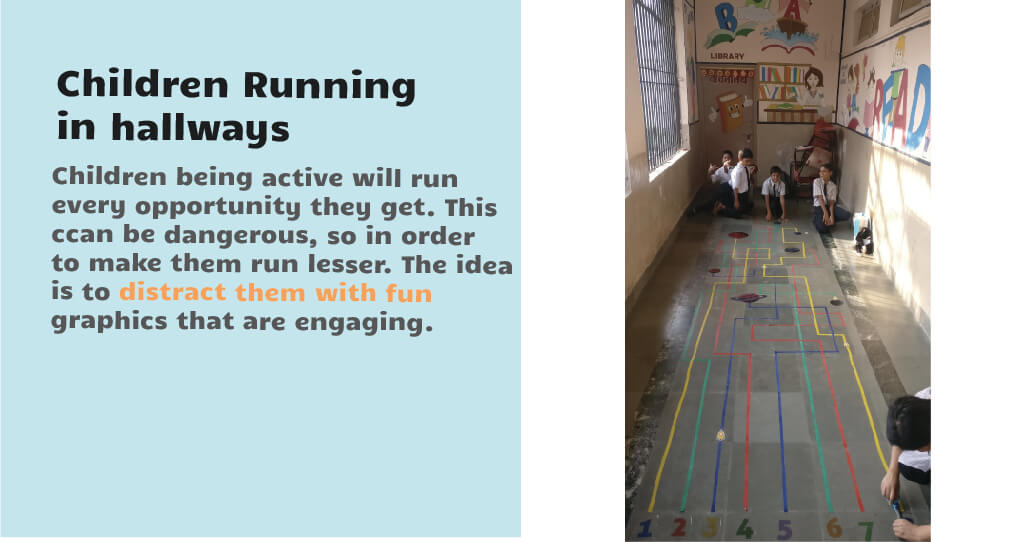 Children Running
in hallways
Children being active will run
every opportunity they get. This
ccan be dangerous, so in order
to make them run lesser. The idea
is to distract them with fun
graphics that are engaging.
LIBRARY
READ
1 2 3 4 5 6 7